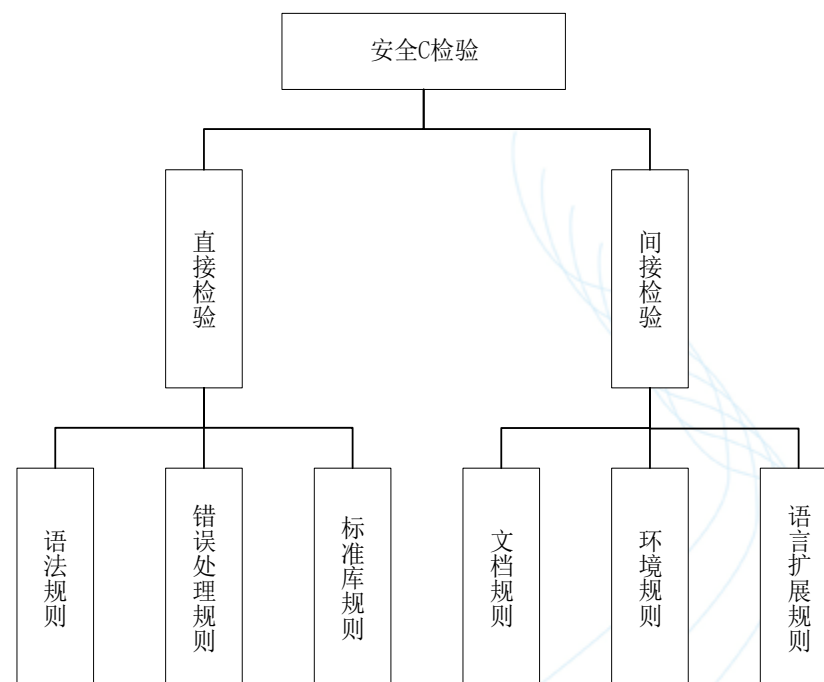 安全C检验
直接检验
间接检验
语法规则
错误处理规则
标准库规则
文档规则
环境规则
语言扩展规则